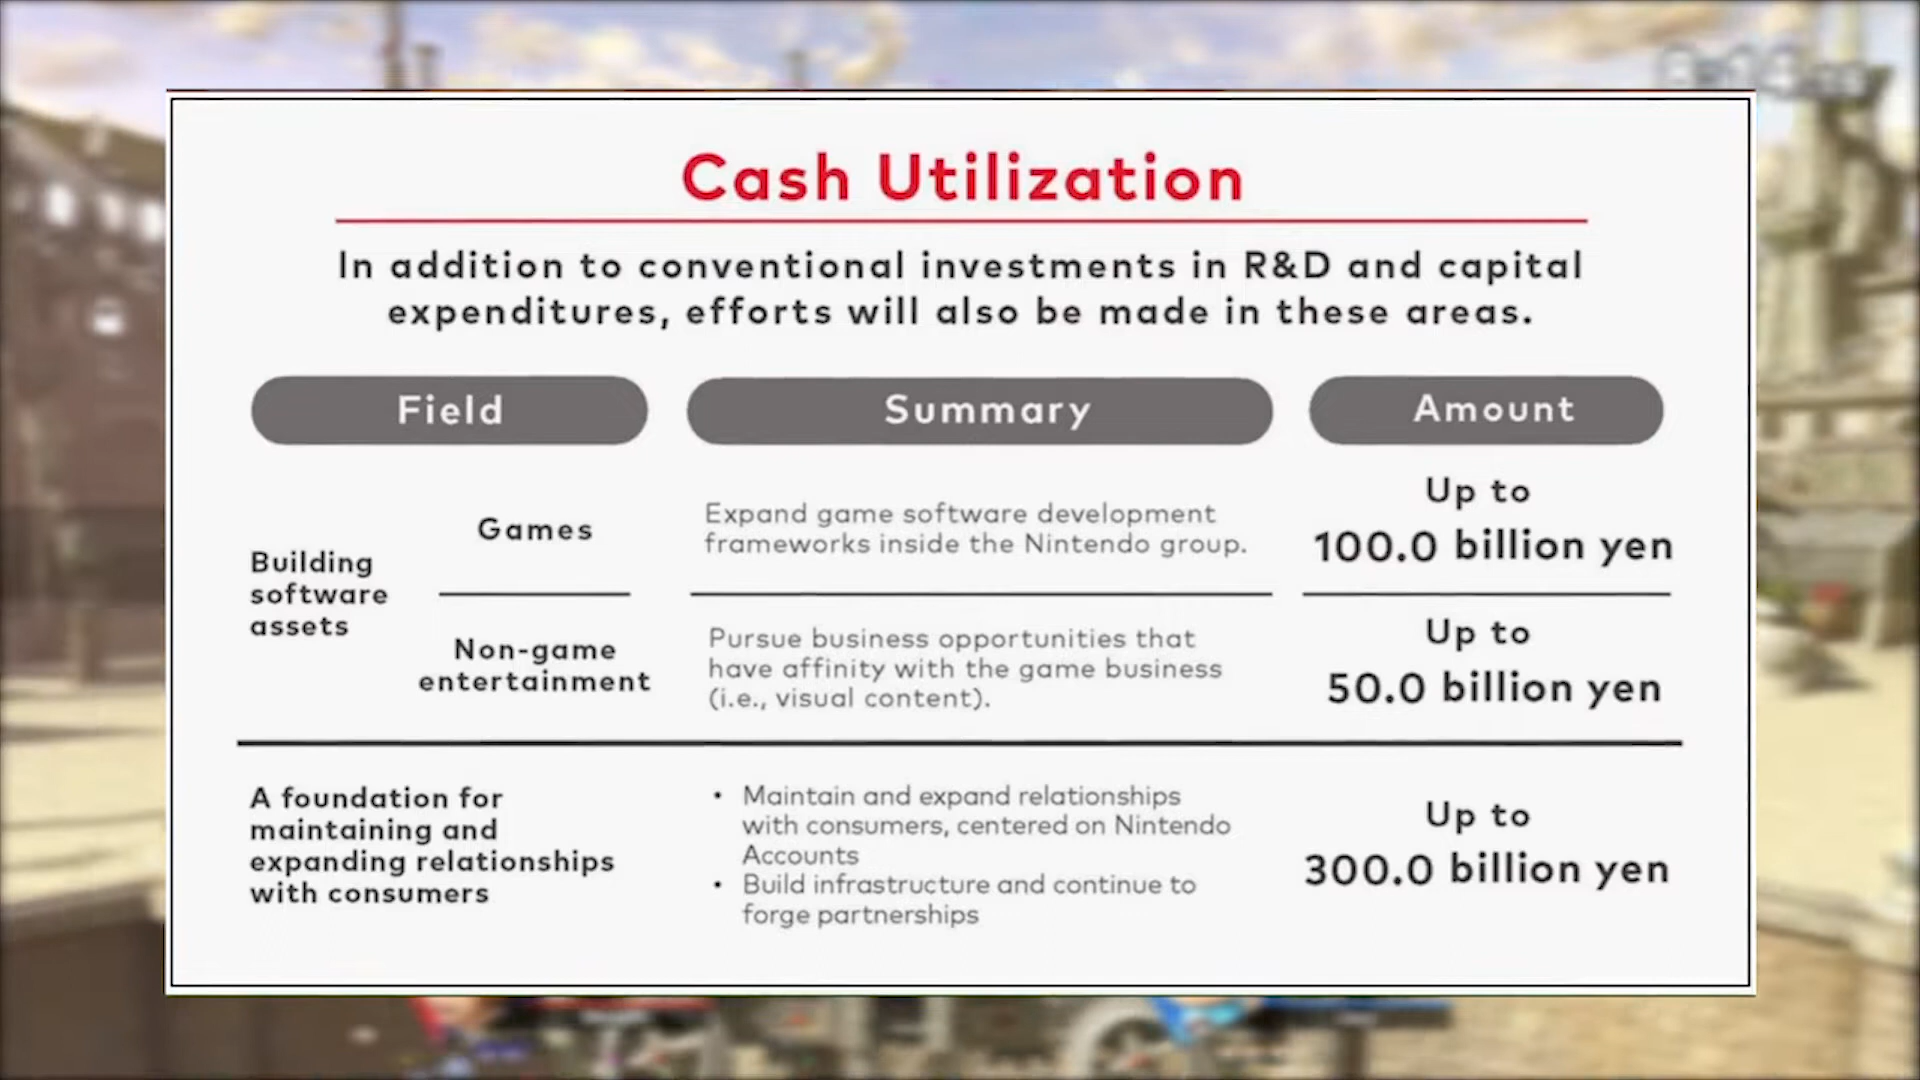 Cash Utilization
In addition to conventional investments in R&D and capital
expenditures, efforts will also be made in these areas.
Field
Summary
Amount
Building
software
assets
Games
Expand game software development
frameworks inside the Nintendo group.
Up to
100.0 billion yen
Non-game
entertainment
Pursue business opportunities that
have affinity with the game business
(i.e., visual content).
Up to
50.0 billion yen
A foundation for
maintaining and
expanding relationships
with consumers
• Maintain and expand relationships
with consumers, centered on Nintendo
Accounts
• Build infrastructure and continue to
forge partnerships
Up to
300.0 billion yen